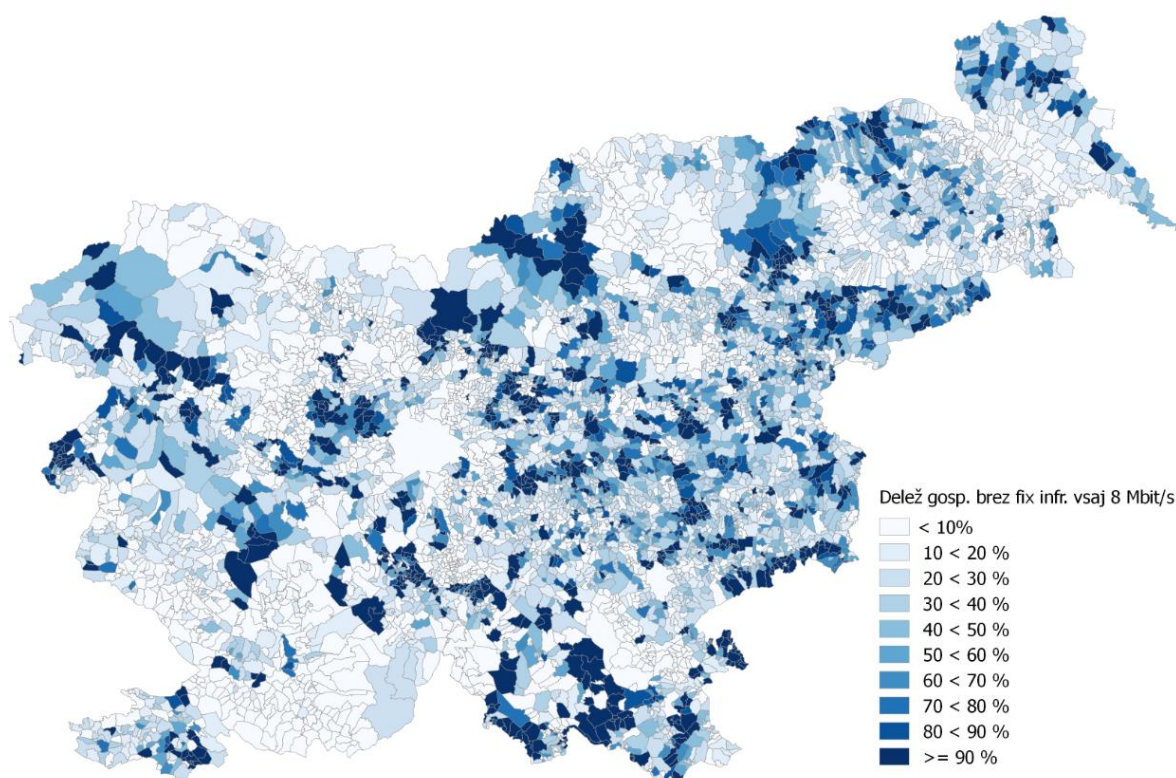 Delež gosp. brez fix infr. vsaj 8 Mbit/s
< 10%
10 < 20 %
20 < 30 %
30 < 40 %
40 < 50 %
50 < 60 %
60 < 70 %
70 < 80 %
80 < 90 %
>= 90 %